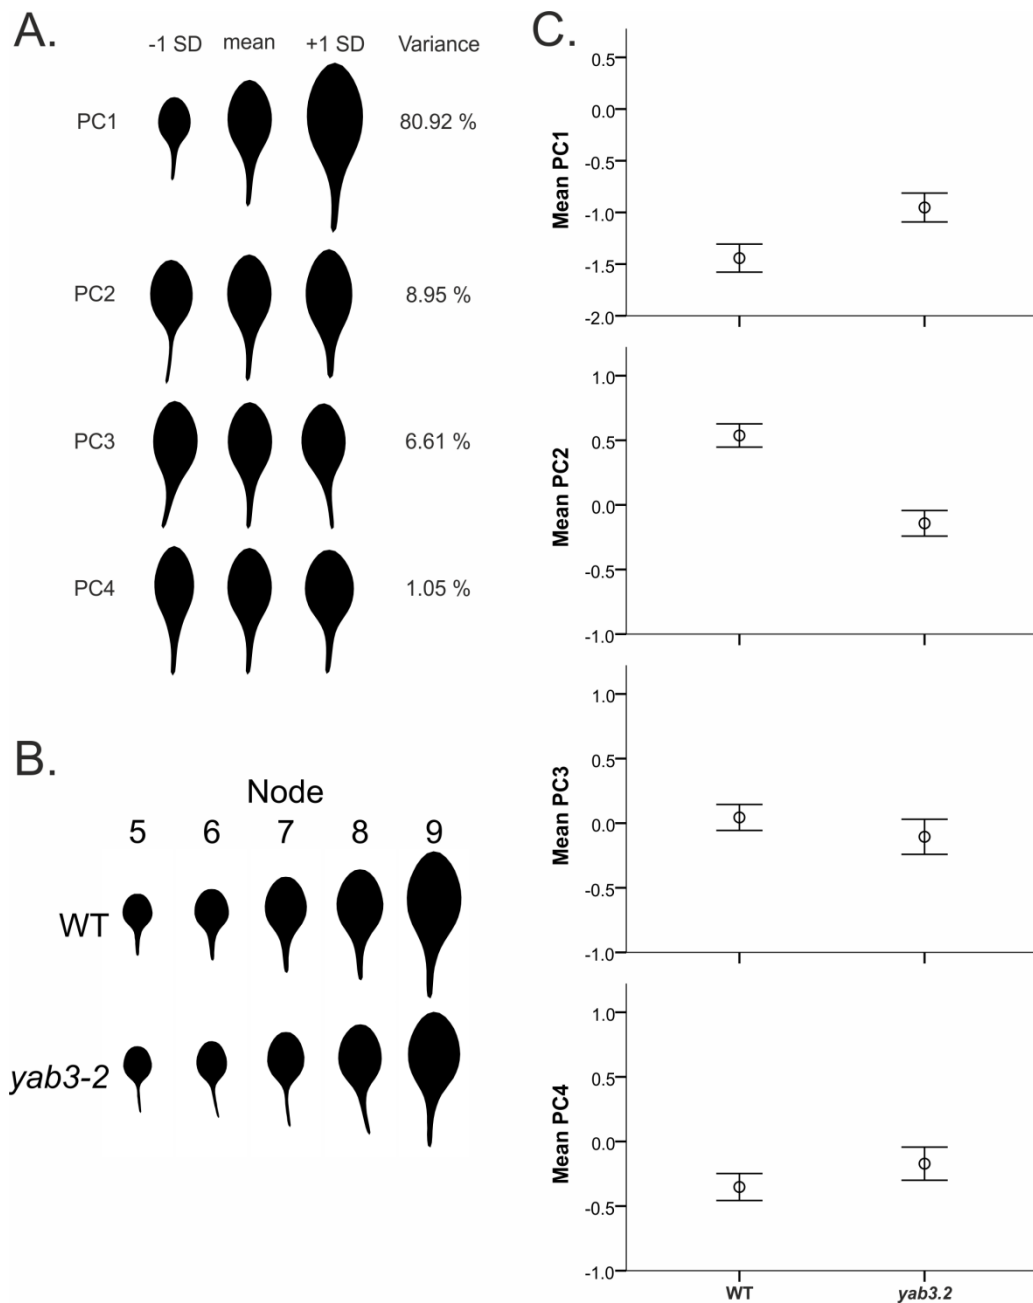 A.
-1 SD mean +1 SD Variance
PC1 80.92 %
PC2 8.95 %
PC3 6.61 %
PC4 1.05 %
B.
Node
5 6 7 8 9
WT
yab3-2
C.
Mean PC1
0.5
0.0
-0.5
-1.0
-1.5
-2.0
Mean PC2
1.0
0.5
0.0
-0.5
-1.0
Mean PC3
1.0
0.5
0.0
-0.5
-1.0
Mean PC4
1.0
0.5
0.0
-0.5
-1.0
WT yab3.2